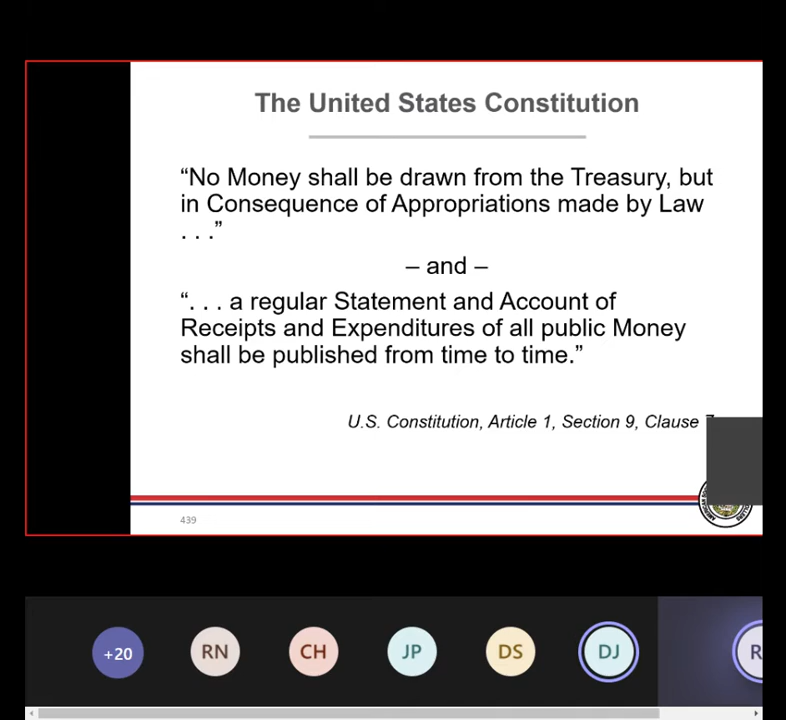 The United States Constitution
“No Money shall be drawn from the Treasury, but
in Consequence of Appropriations made by Law
. . .”
– and –
“. . . a regular Statement and Account of
Receipts and Expenditures of all public Money
shall be published from time to time.”
U.S. Constitution, Article 1, Section 9, Clause
439
+20 RN CH JP DS DJ R